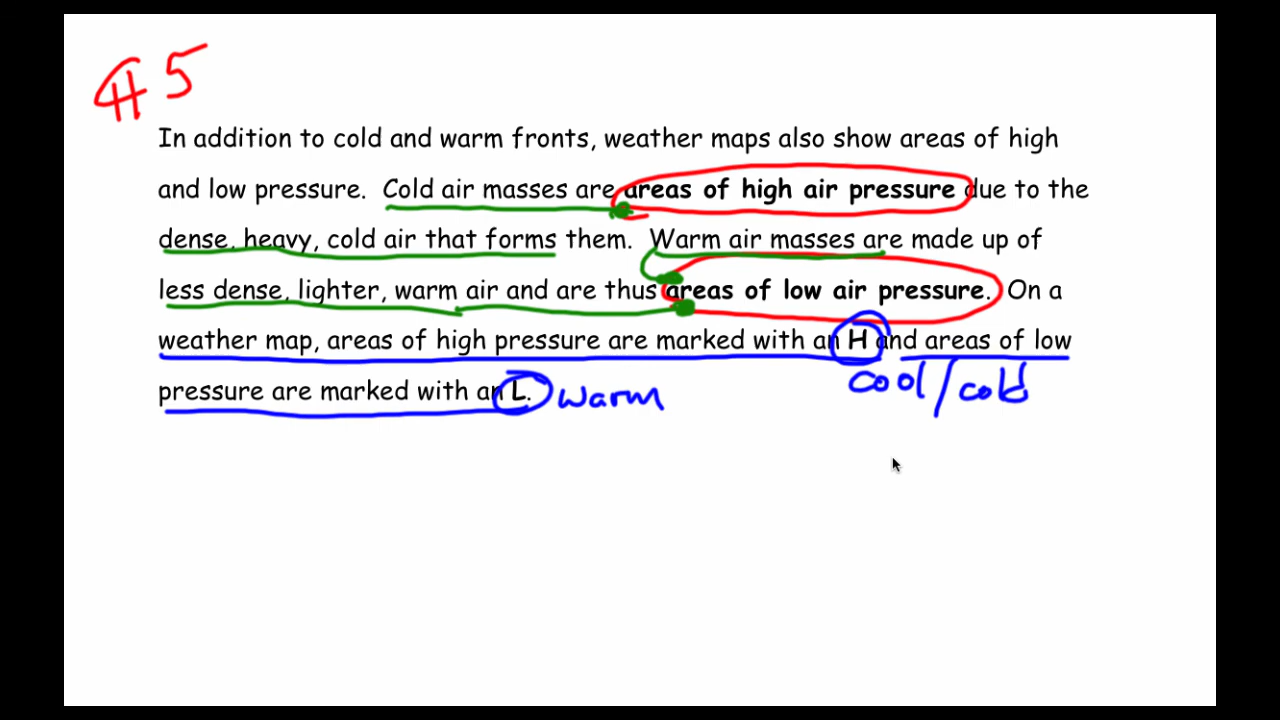 #5
In addition to cold and warm fronts, weather maps also show areas of high
and low pressure. Cold air masses are areas of high air pressure due to the
dense, heavy, cold air that forms them. Warm air masses are made up of
less dense, lighter, warm air and are thus areas of low air pressure. On a
weather map, areas of high pressure are marked with an H and areas of low
pressure are marked with an L. warm cool/cold